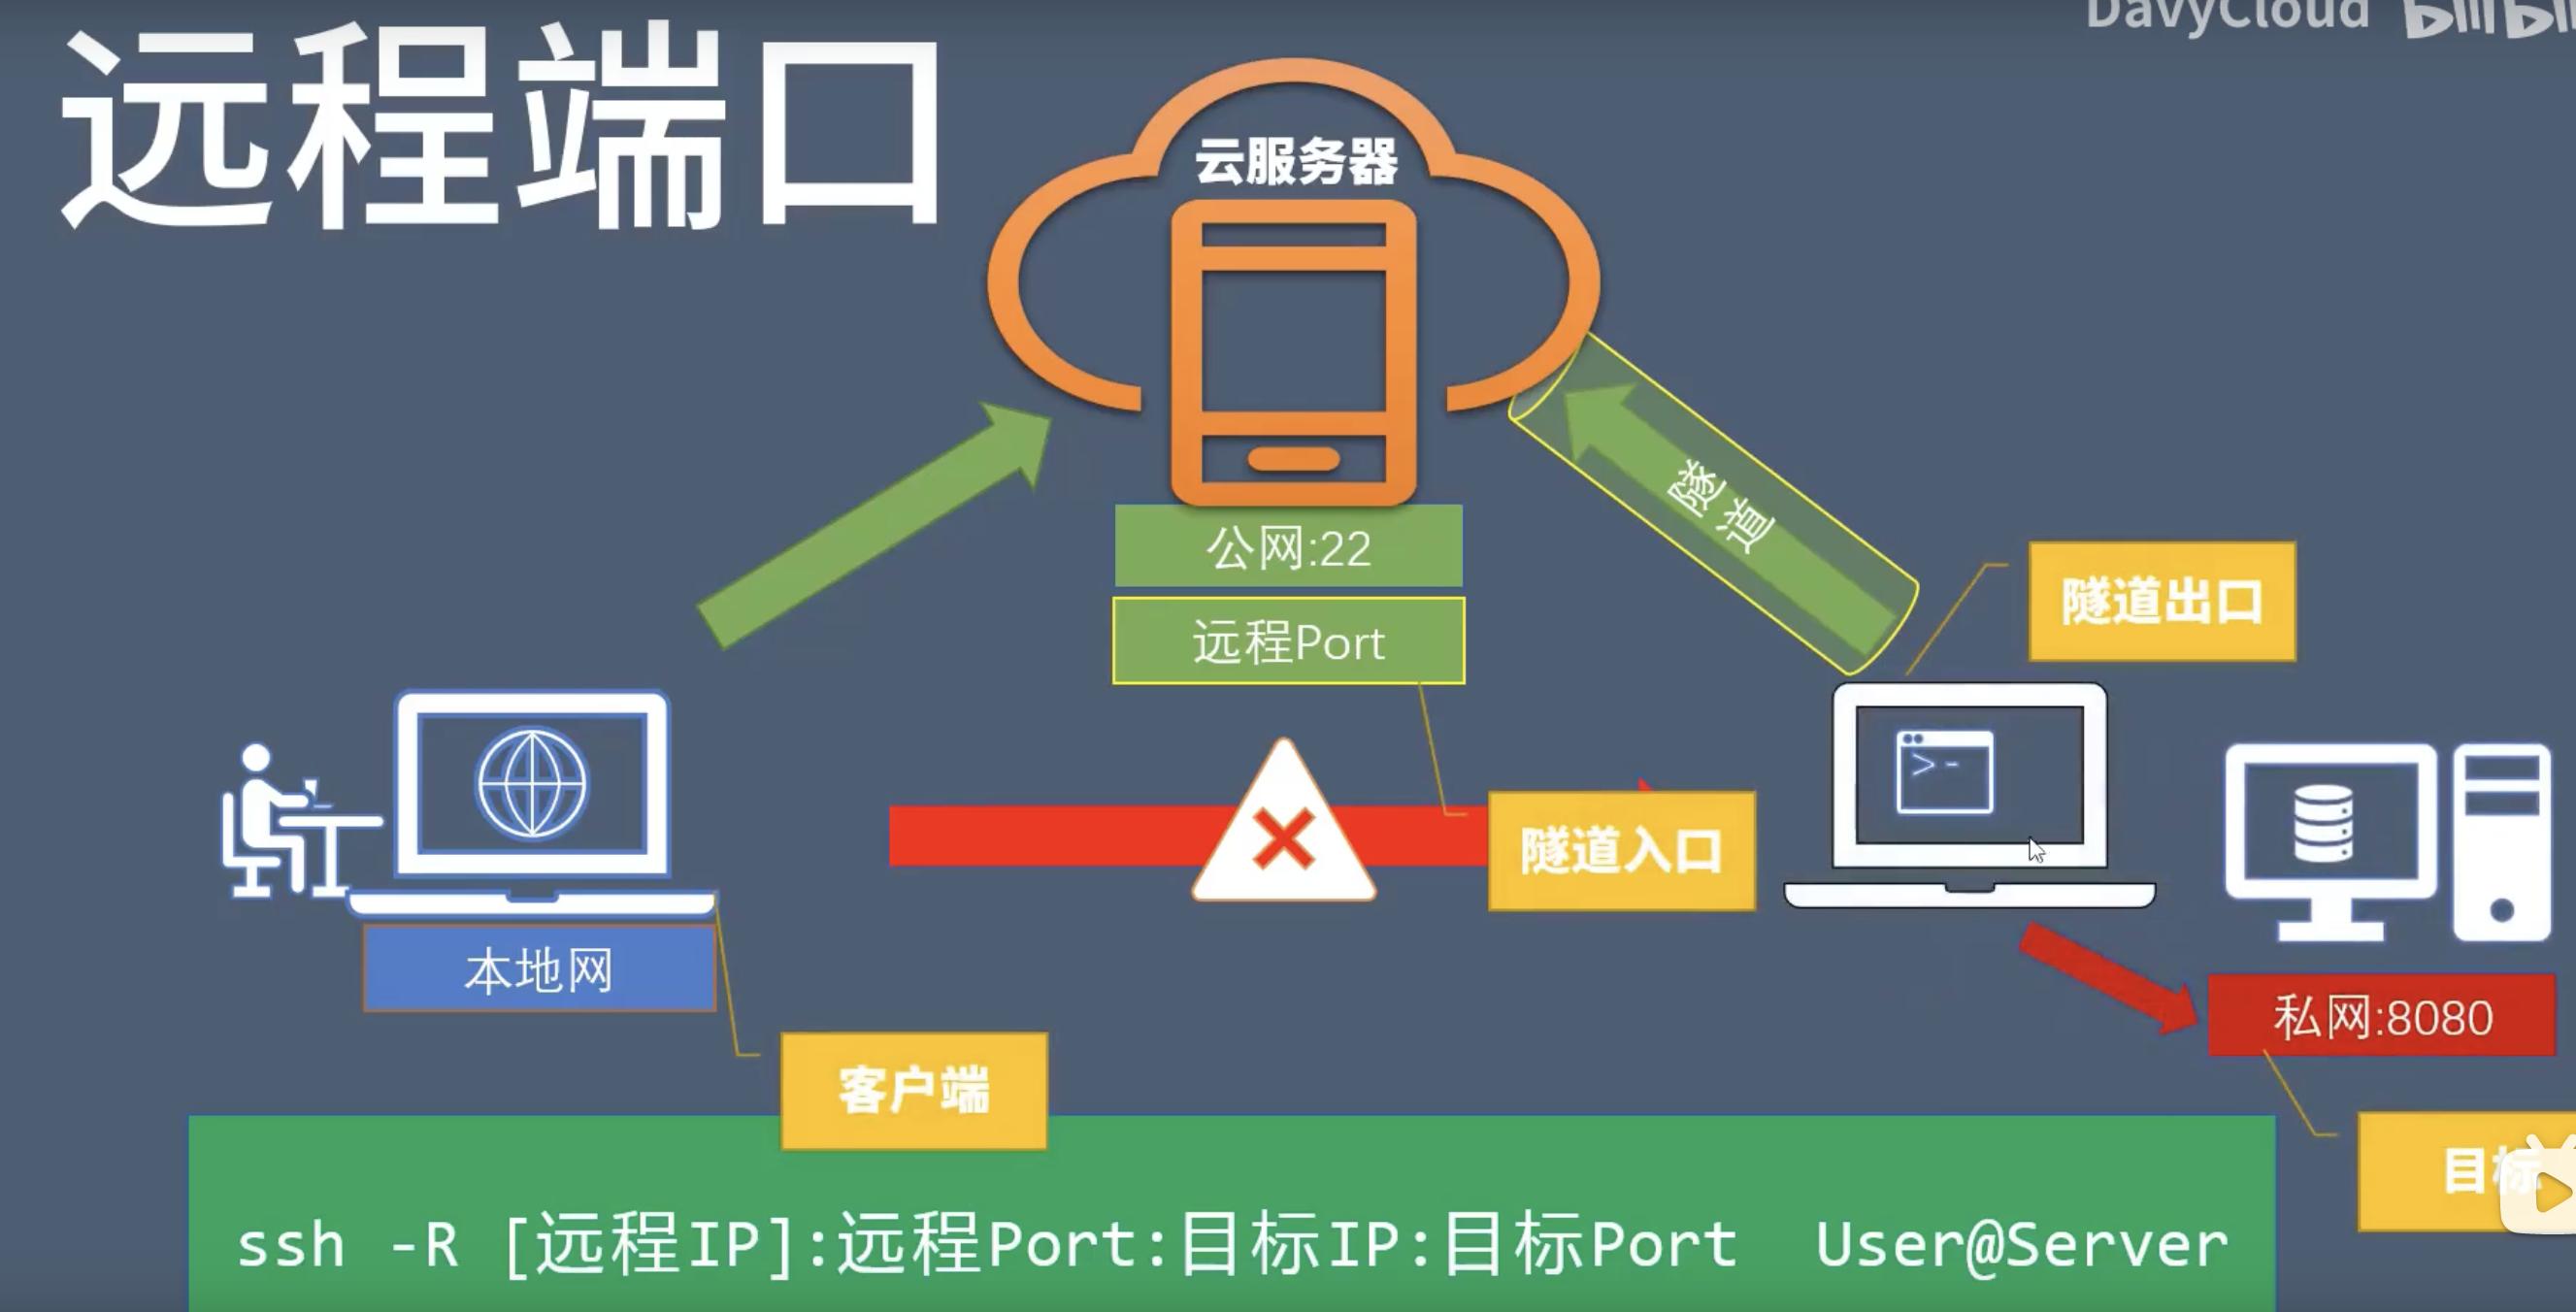 DavyCloud bilibili
远程端口
云服务器
公网:22
隧道
远程Port
隧道出口
隧道入口
本地网
私网:8080
客户端
目标
ssh -R [远程IP]:远程Port:目标IP:目标Port User@Server